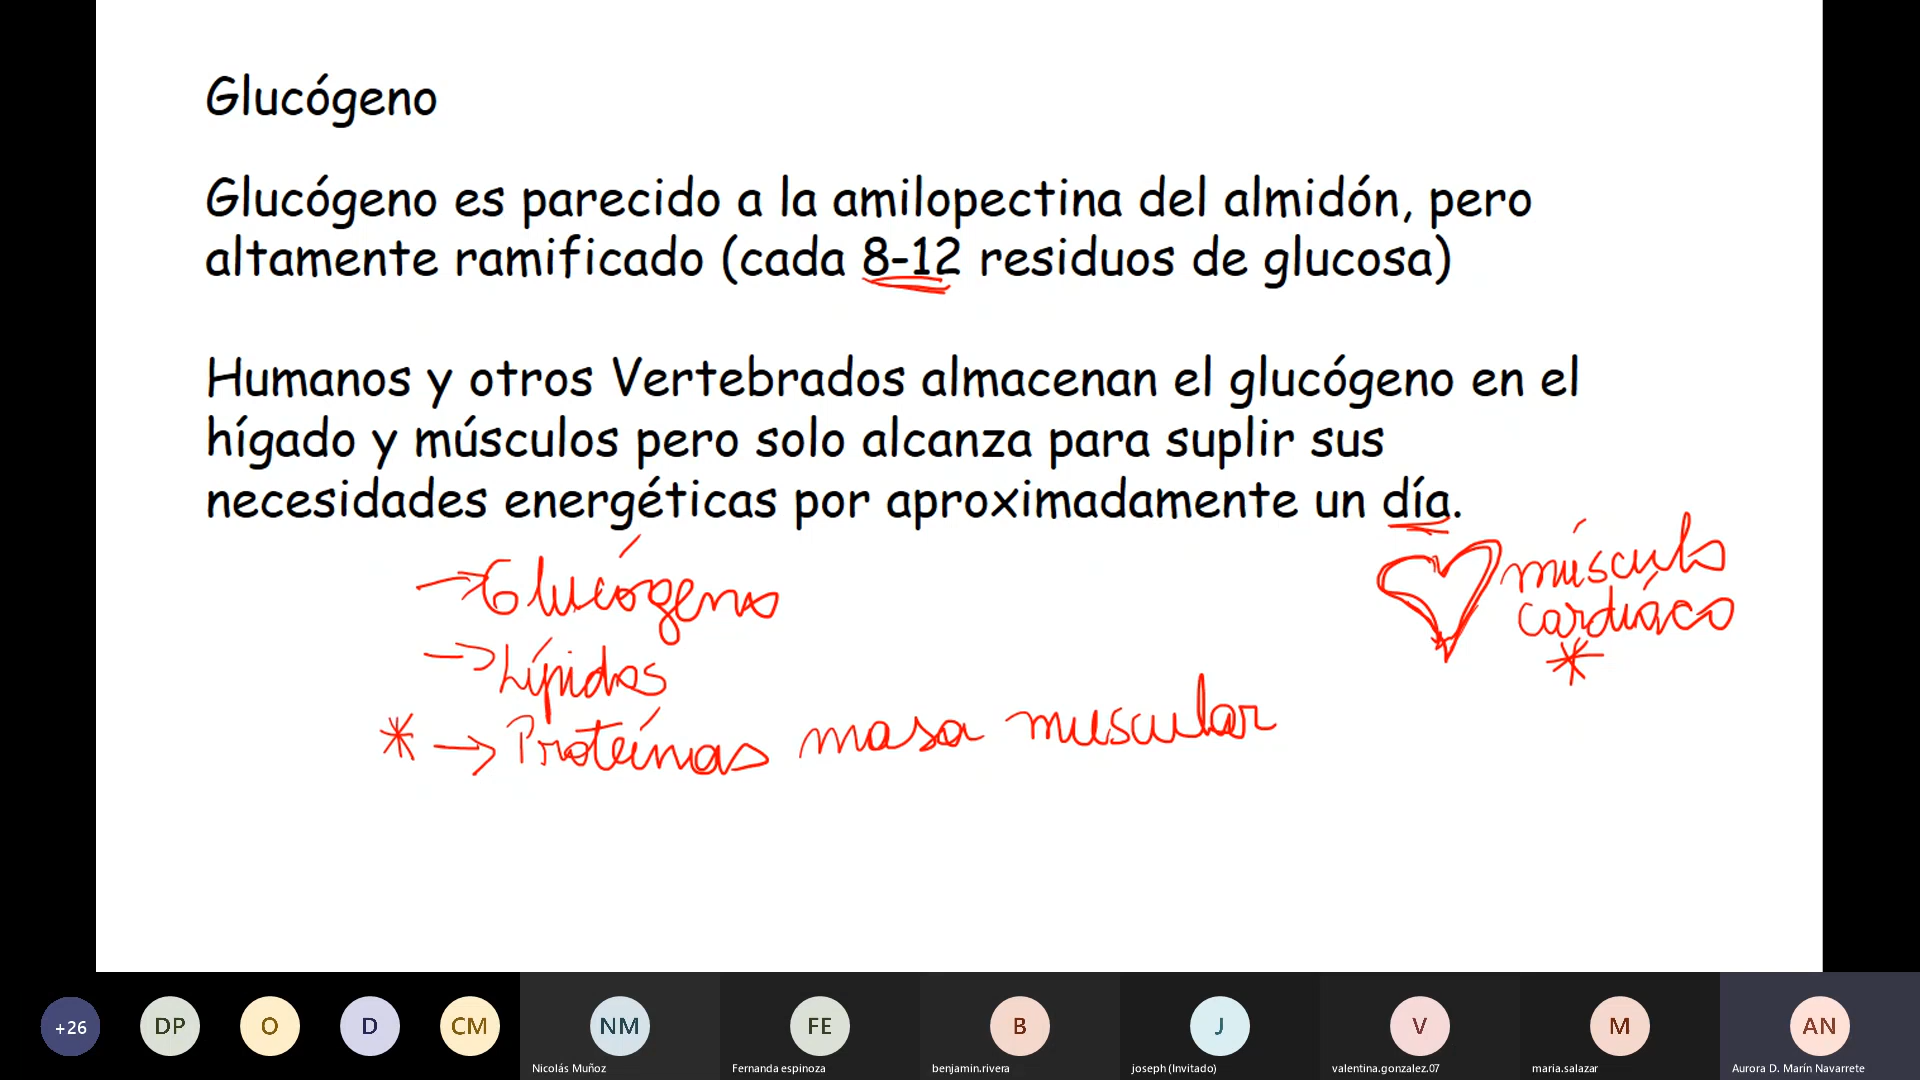 Glucógeno
Glucógeno es parecido a la amilopectina del almidón, pero
altamente ramificado (cada 8-12 residuos de glucosa)
Humanos y otros Vertebrados almacenan el glucógeno en el
hígado y músculos pero solo alcanza para suplir sus
necesidades energéticas por aproximadamente un día.
→ Glucógeno
→ Lípidos
* → Proteínas masa muscular
músculo
cardíaco
*
+26
DP
O
D
CM
NM
FE
B
J
V
M
AN
Nicolás Muñoz
Fernanda espinoza
benjamin.rivera
joseph (Invitado)
valentina.gonzalez.07
maria.salazar
Aurora D. Marín Navarrete